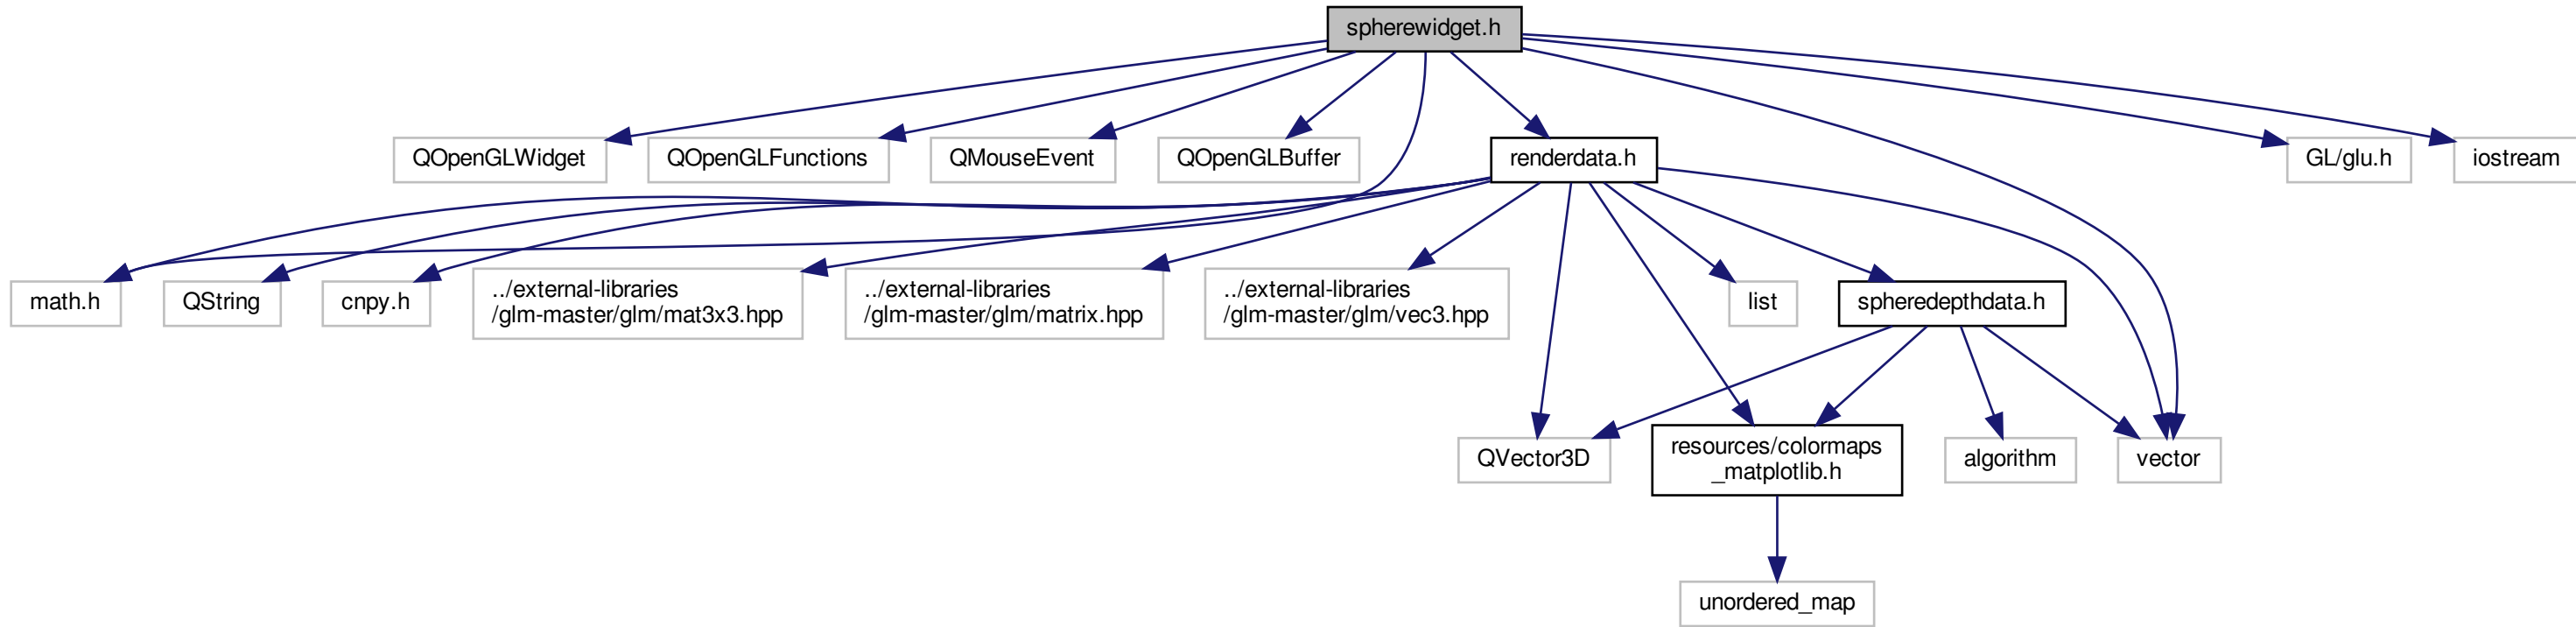 spherewidget.h
QOpenGLWidget
QOpenGLFunctions
QMouseEvent
QOpenGLBuffer
renderdata.h
GL/glu.h
iostream
math.h
QString
cnpy.h
../external-libraries
/glm-master/glm/mat3x3.hpp
../external-libraries
/glm-master/glm/matrix.hpp
../external-libraries
/glm-master/glm/vec3.hpp
list
spheredepthdata.h
QVector3D
resources/colormaps
_matplotlib.h
algorithm
vector
unordered_map